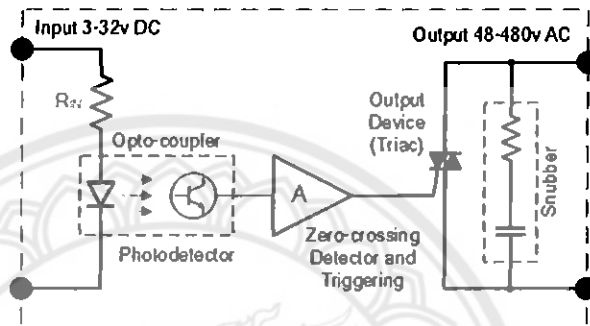 Input 3-32v DC
Output 48-480v AC
RIN
Opto-coupler
Output
Device
(Triac)
A
Snubber
Photodetector
Zero-crossing
Detector and
Triggering